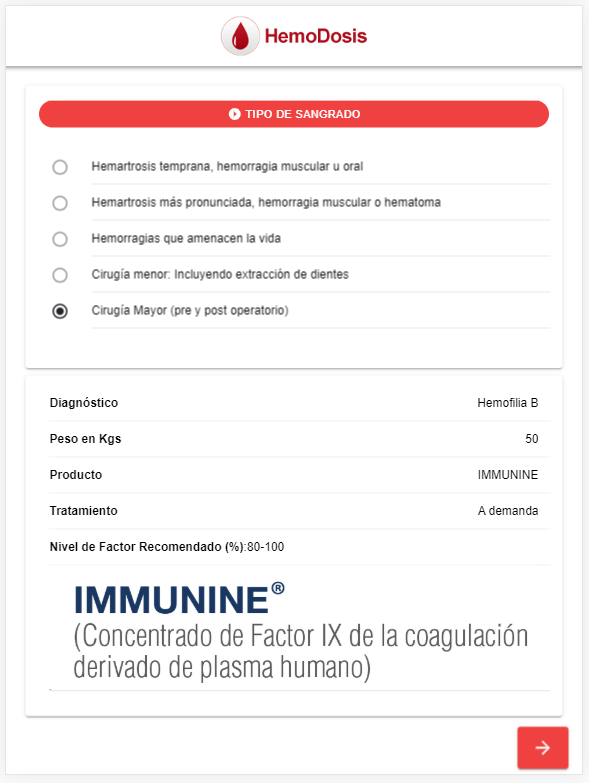 HemoDosis
TIPO DE SANGRADO
Hemartrosis temprana, hemorragia muscular u oral
Hemartrosis más pronunciada, hemorragia muscular o hematoma
Hemorragias que amenacen la vida
Cirugía menor: Incluyendo extracción de dientes
Cirugía Mayor (pre y post operatorio)
Diagnóstico Hemofilia B
Peso en Kgs 50
Producto IMMUNINE
Tratamiento A demanda
Nivel de Factor Recomendado (%):80-100
IMMUNINE®
(Concentrado de Factor IX de la coagulación
derivado de plasma humano)